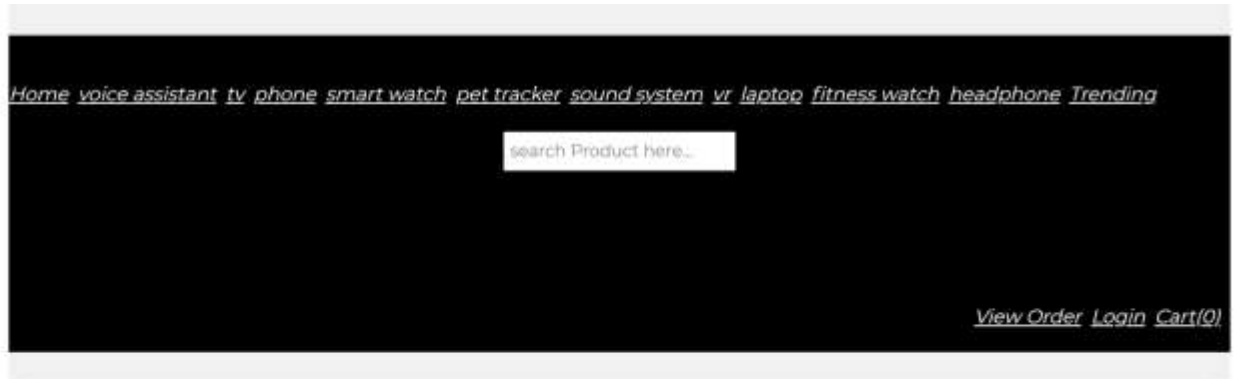 Home voice assistant tv phone smart watch pet tracker sound system vr laptop fitness watch headphone Trending
search Product here...
View Order Login Cart(0)